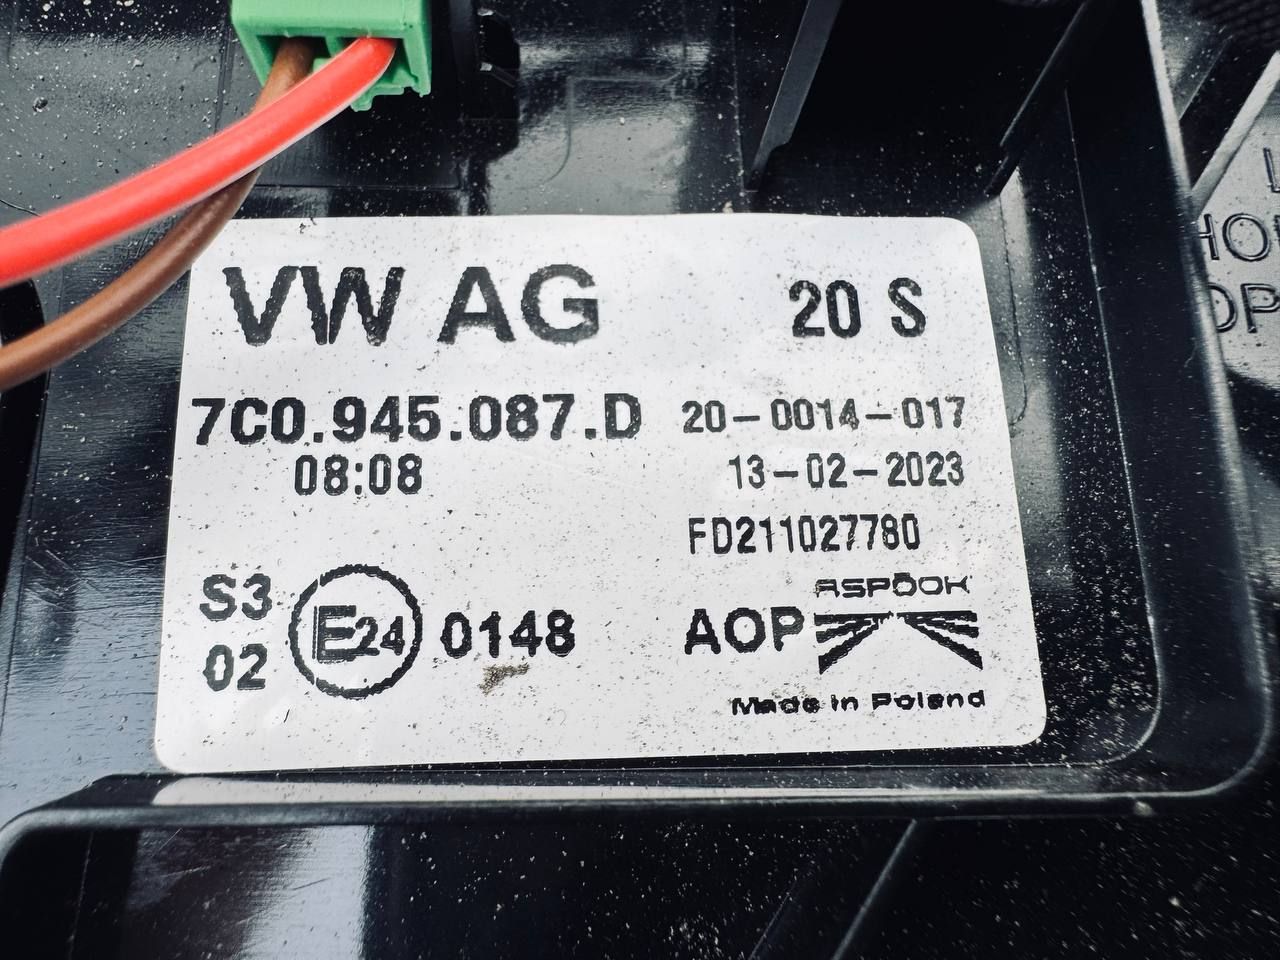 VW AG 20 S
7C0.945.087.D 20-0014-017
08:08 13-02-2023
FD211027780
S3
02 E24 0148
ASPÖCK
AOP
Made in Poland